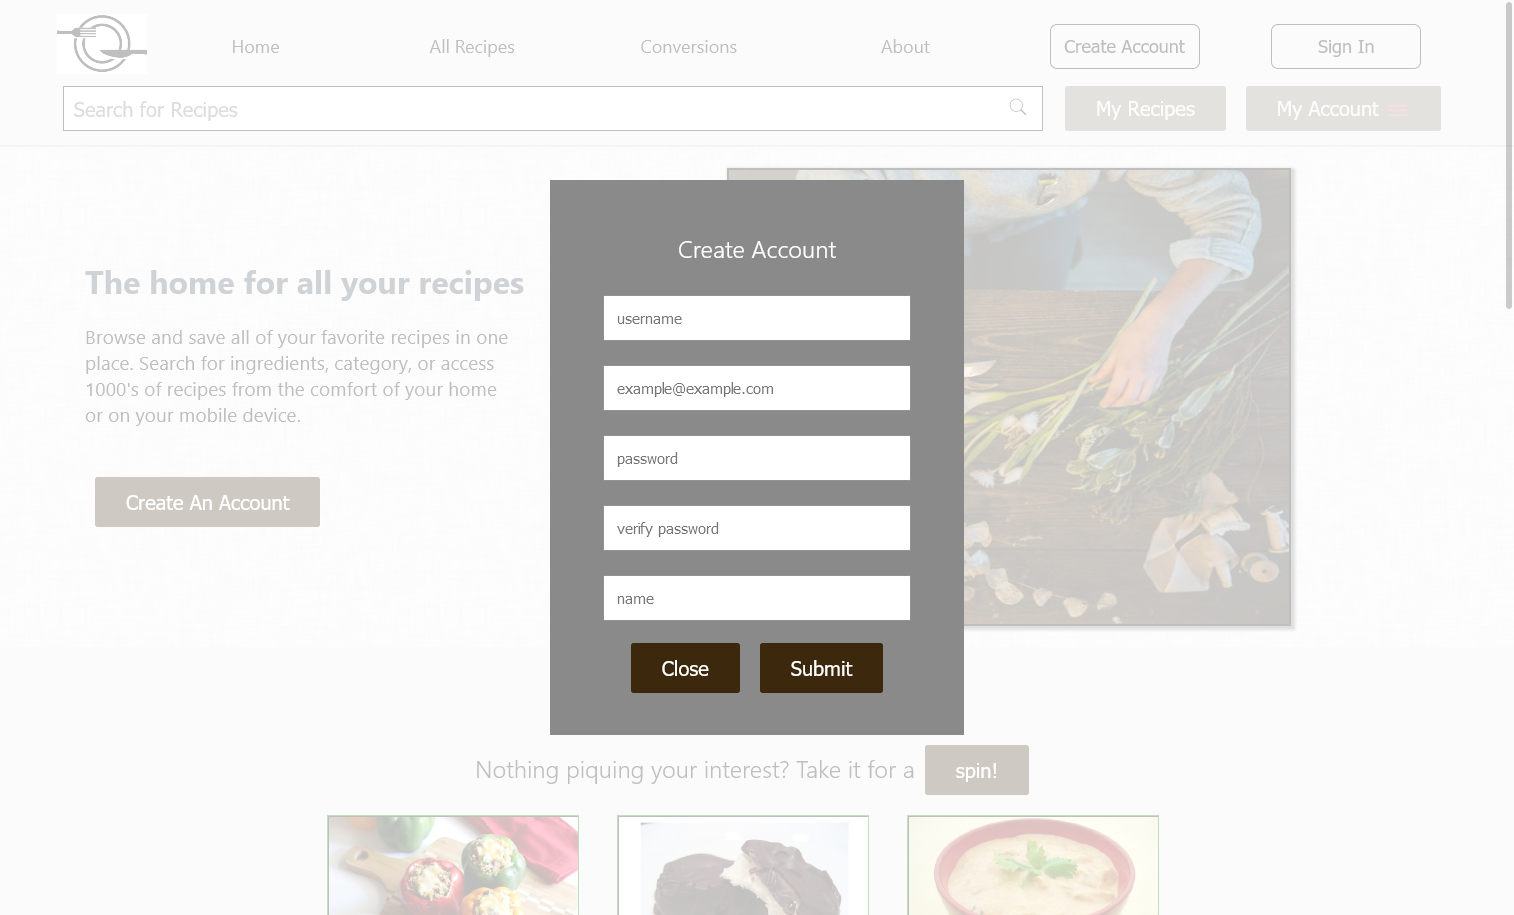 Home
All Recipes
Conversions
About
Create Account
Sign In
Search for Recipes
My Recipes
My Account
The home for all your recipes
Browse and save all of your favorite recipes in one
place. Search for ingredients, category, or access
1000's of recipes from the comfort of your home
or on your mobile device.
Create An Account
Create Account
username
example@example.com
password
verify password
name
Close
Submit
Nothing piquing your interest? Take it for a
spin!